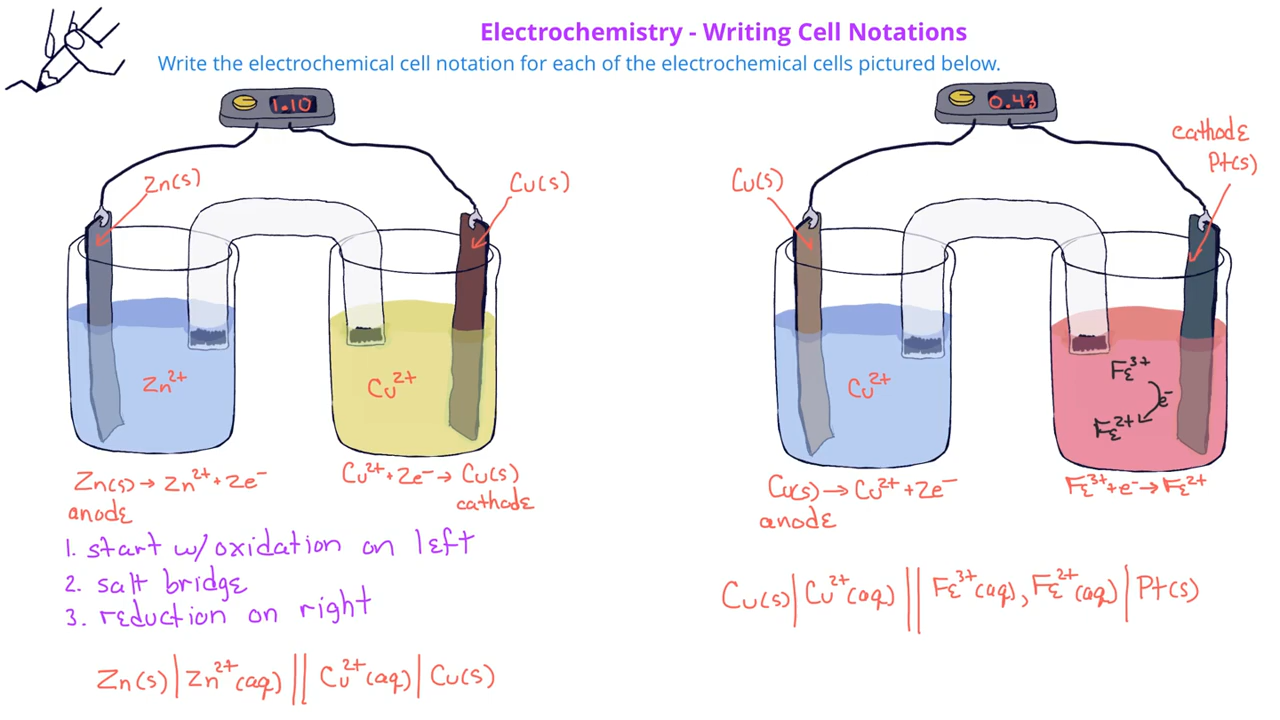 Electrochemistry - Writing Cell Notations
Write the electrochemical cell notation for each of the electrochemical cells pictured below.
1.10
Zn(s)
Cu(s)
Zn²⁺
Cu²⁺
Zn(s) → Zn²⁺ + 2e⁻
anode
Cu²⁺ + 2e⁻ → Cu(s)
cathode
1. start w/ oxidation on left
2. salt bridge
3. reduction on right
Zn(s) | Zn²⁺(aq) || Cu²⁺(aq) | Cu(s)
0.43
Cu(s)
cathode
Pt(s)
Cu²⁺
Fe³⁺
e⁻
Fe²⁺
Cu(s) → Cu²⁺ + 2e⁻
anode
Fe³⁺ + e⁻ → Fe²⁺
Cu(s) | Cu²⁺(aq) || Fe³⁺(aq), Fe²⁺(aq) | Pt(s)